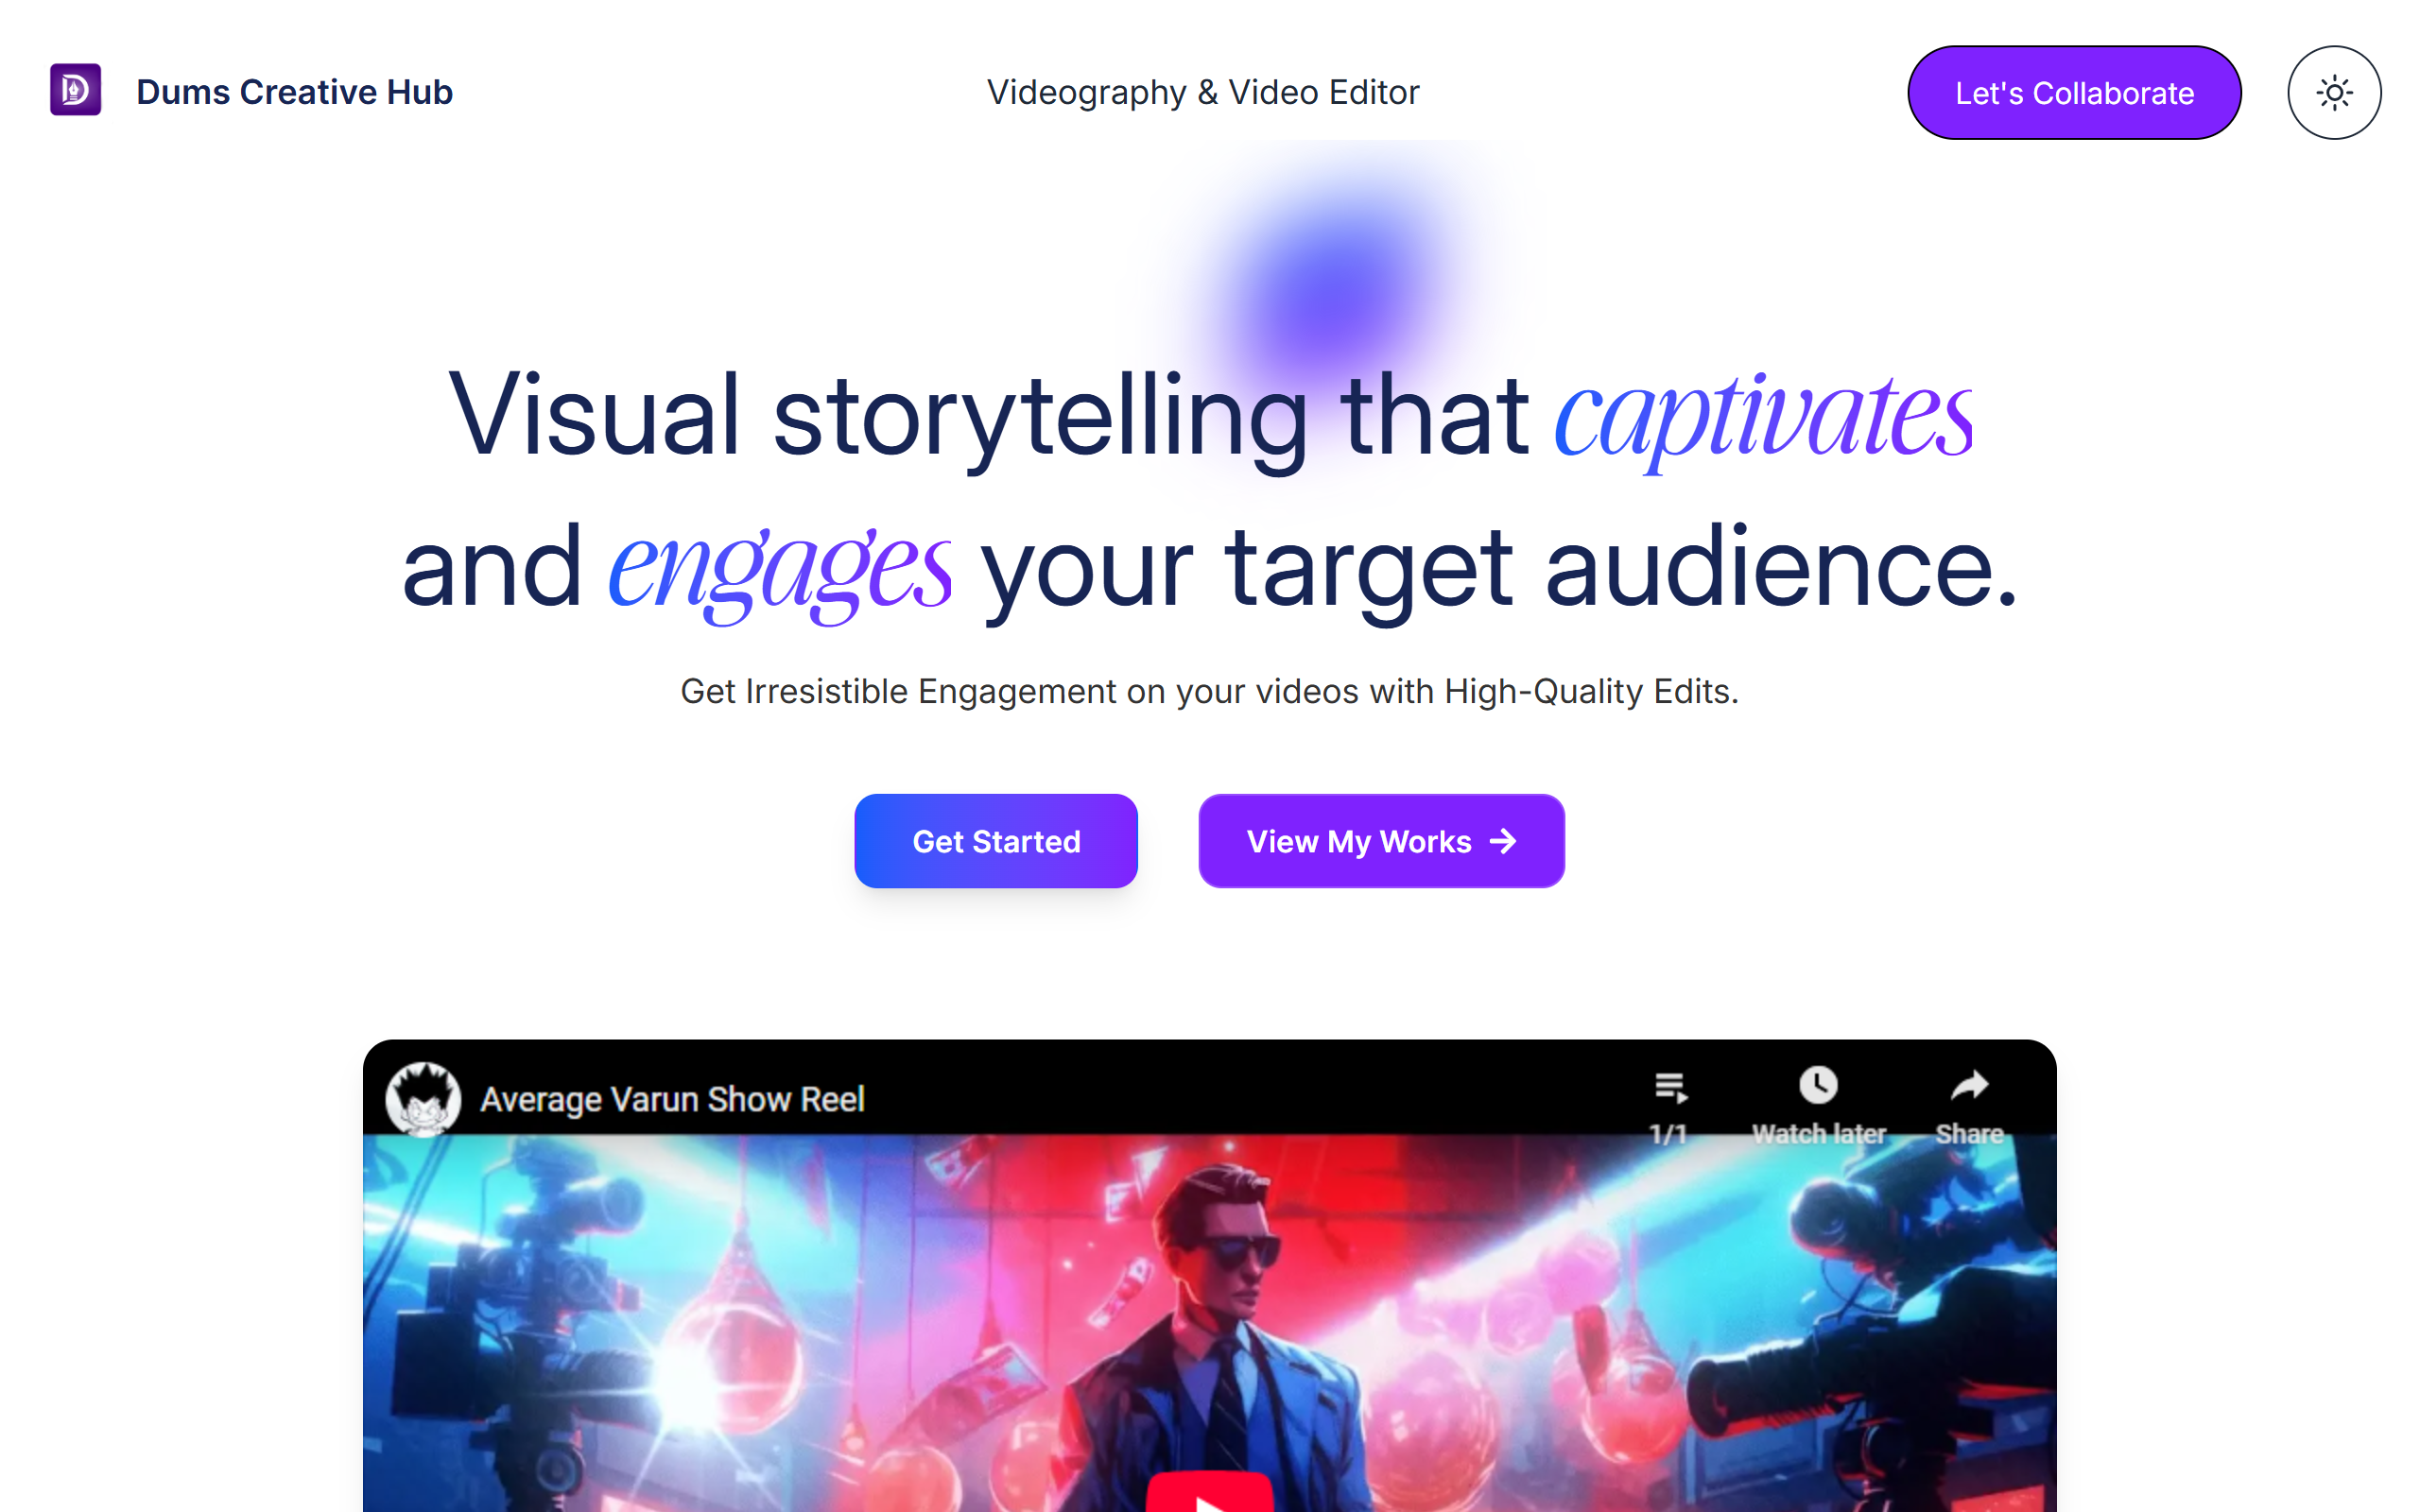 Dums Creative Hub
Videography & Video Editor
Let's Collaborate
Visual storytelling that captivates
and engages your target audience.
Get Irresistible Engagement on your videos with High-Quality Edits.
Get Started
View My Works
Average Varun Show Reel
1/1
Watch later
Share